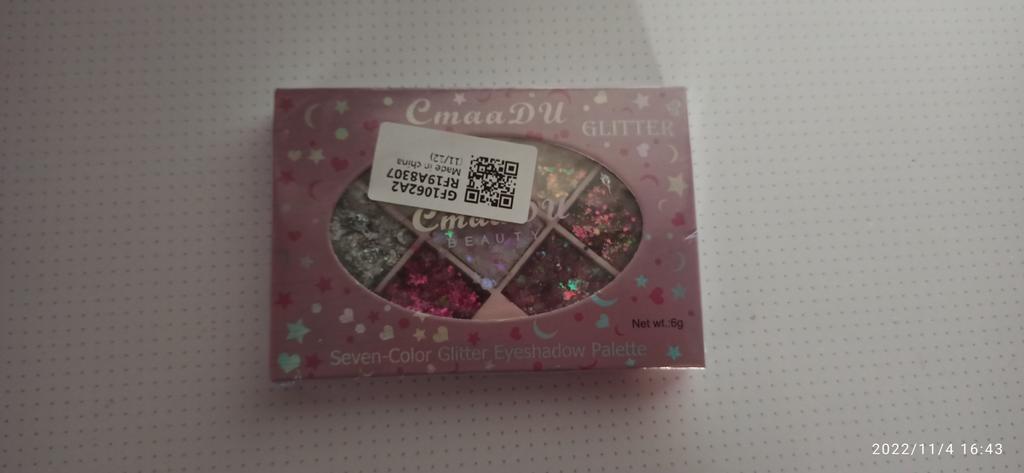 CmaaDU
GLITTER
GF1062A2
RF19A8307
Made in china
(11/12)
CmaaDU
BEAUTY
Net wt.:6g
Seven-Color Glitter Eyeshadow Palette
2022/11/4 16:43